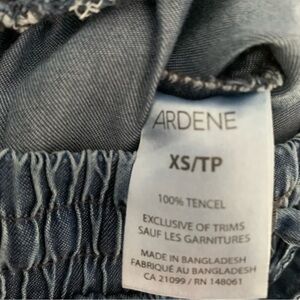 ARDENE
XS/TP
100% TENCEL
EXCLUSIVE OF TRIMS
SAUF LES GARNITURES
MADE IN BANGLADESH
FABRIQUÉ AU BANGLADESH
CA 21099 / RN 148061